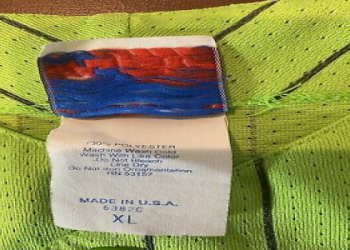 100% POLYESTER
Machine Wash Cold
Wash With Like Color
Do Not Bleach
Line Dry
Do Not Iron Ornamentation
RN 53157
MADE IN U.S.A.
6387C
XL